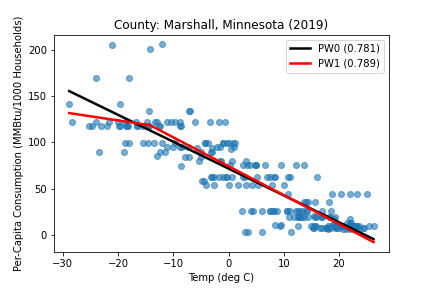 County: Marshall, Minnesota (2019)
Per-Capita Consumption (MMBtu/1000 Households)
200
150
100
50
0
PW0 (0.781)
PW1 (0.789)
−30 −20 −10 0 10 20
Temp (deg C)